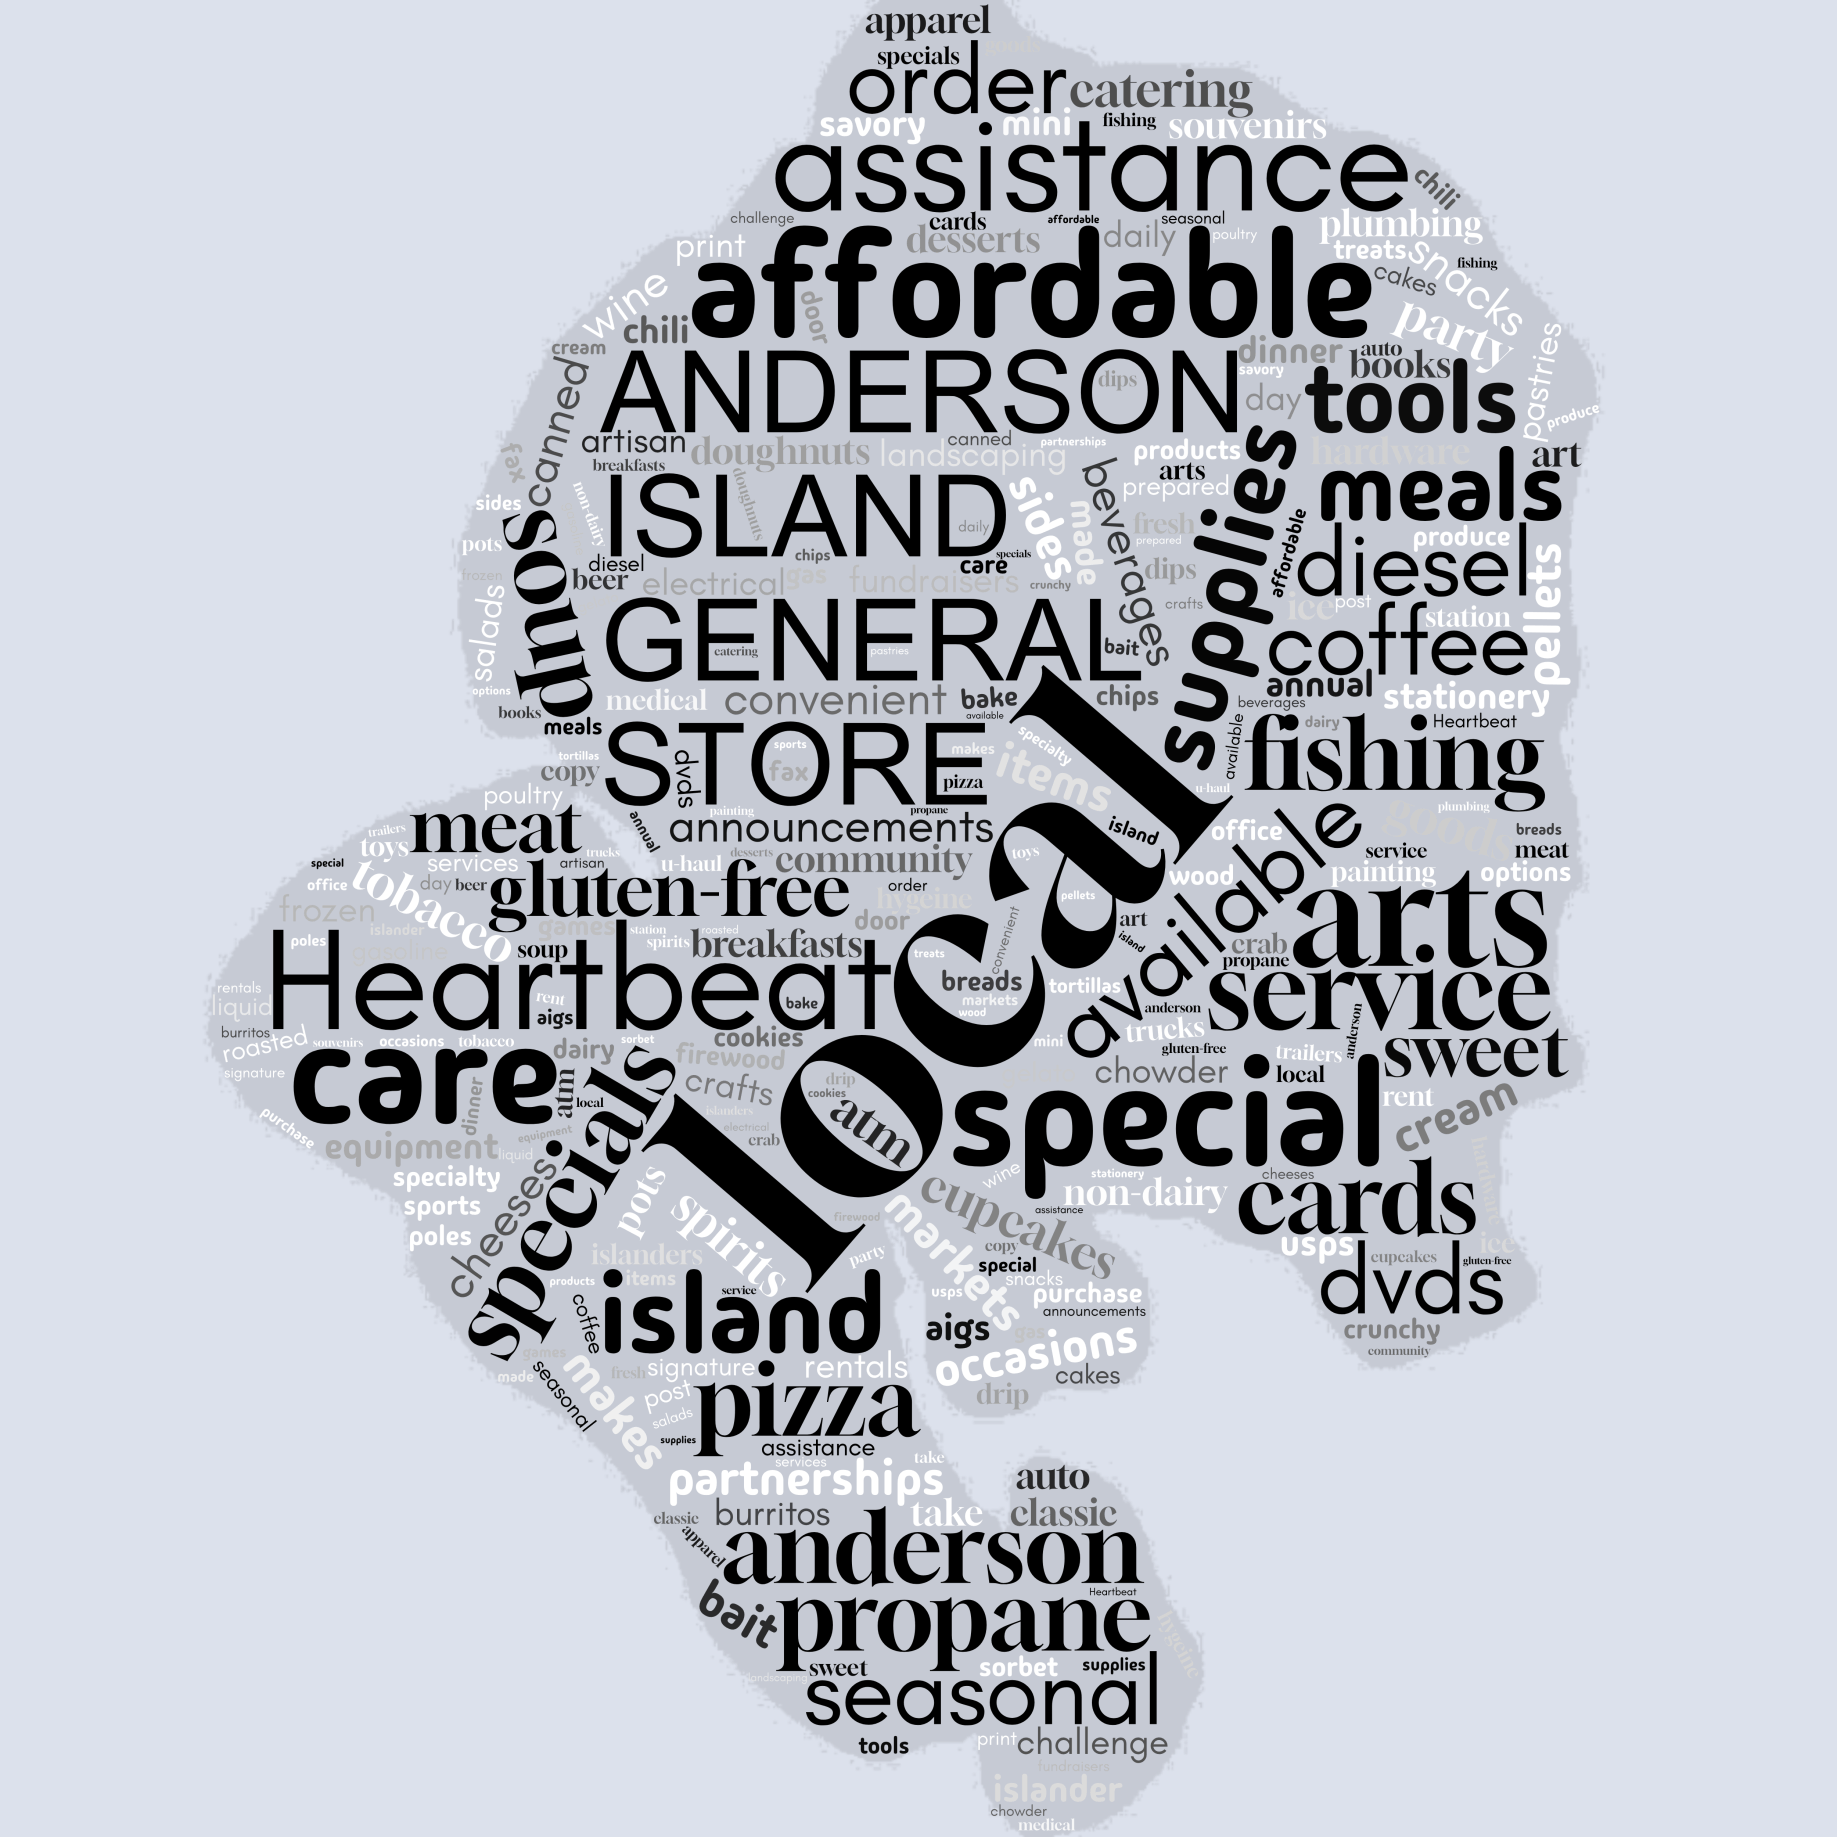 apparel
specials
order catering
savory mini fishing souvenirs
assistance chili
challenge cards affordable seasonal plumbing
print desserts daily poultry treats snacks fishing
wine affordable cakes
chili door party
cream dinner auto books pastries
canned ANDERSON dips savory day tools produce
artisan doughnuts landscaping canned partnerships products hardware art
fax breakfasts arts
sides non-dairy doughnuts ISLAND daily sides made beverages prepared supplies meals
pots soup fresh prepared affordable produce
frozen diesel chips specials diesel pellets
beer electrical gas fundraisers care crunchy dips
salads crafts ice post station
GENERAL coffee
catering pastries bait
options medical convenient bake chips annual stationery
books meals available beverages
STORE specialty available dairy Heartbeat
tortillas dvds sports makes items fishing
copy fax pizza u-haul
poultry painting propane local goods plumbing
meat annual announcements island office available breads
trailers toys trucks desserts toys service meat
special services artisan u-haul community wood painting options
office tobacco day beer gluten-free order pellets
frozen hygeine arts
islander games station roasted door convenient art
poles gasoline soup spirits breakfasts treats island crab
Heartbeat breads propane
rentals rent bake markets tortillas service
liquid aigs wood anderson
burritos cookies mini trucks anderson
roasted souvenirs occasions tobacco dairy sorbet firewood gluten-free trailers sweet
signature care atm specials crafts drip cookies chowder local
purchase dinner local islanders atm special rent cream
equipment equipment liquid electrical crab hardware
specialty cheeses pots wine stationery cheeses
sports spirits cupcakes non-dairy cards
poles firewood markets assistance
islanders party copy usps cupcakes gluten-free ice
products items special snacks dvds
coffee service usps purchase
island announcements
aigs gas crunchy
games occasions community
made seasonal makes fresh signature rentals cakes
post pizza drip
salads
supplies assistance
services take
partnerships auto
classic burritos take classic
apparel anderson
bait Heartbeat
propane hygeine
landscaping sweet sorbet supplies
seasonal
tools print challenge
fundraisers
islander
chowder
medical